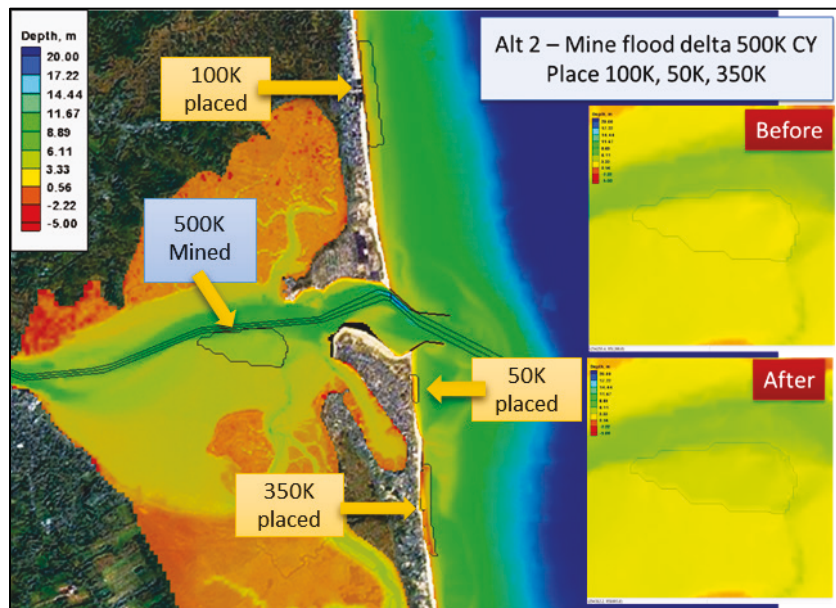 Depth, m
20.00
17.22
14.44
11.67
8.89
6.11
3.33
0.56
-2.22
-5.00
100K
placed
Alt 2 – Mine flood delta 500K CY
Place 100K, 50K, 350K
500K
Mined
50K
placed
350K
placed
Before
Depth, m
After
Depth, m